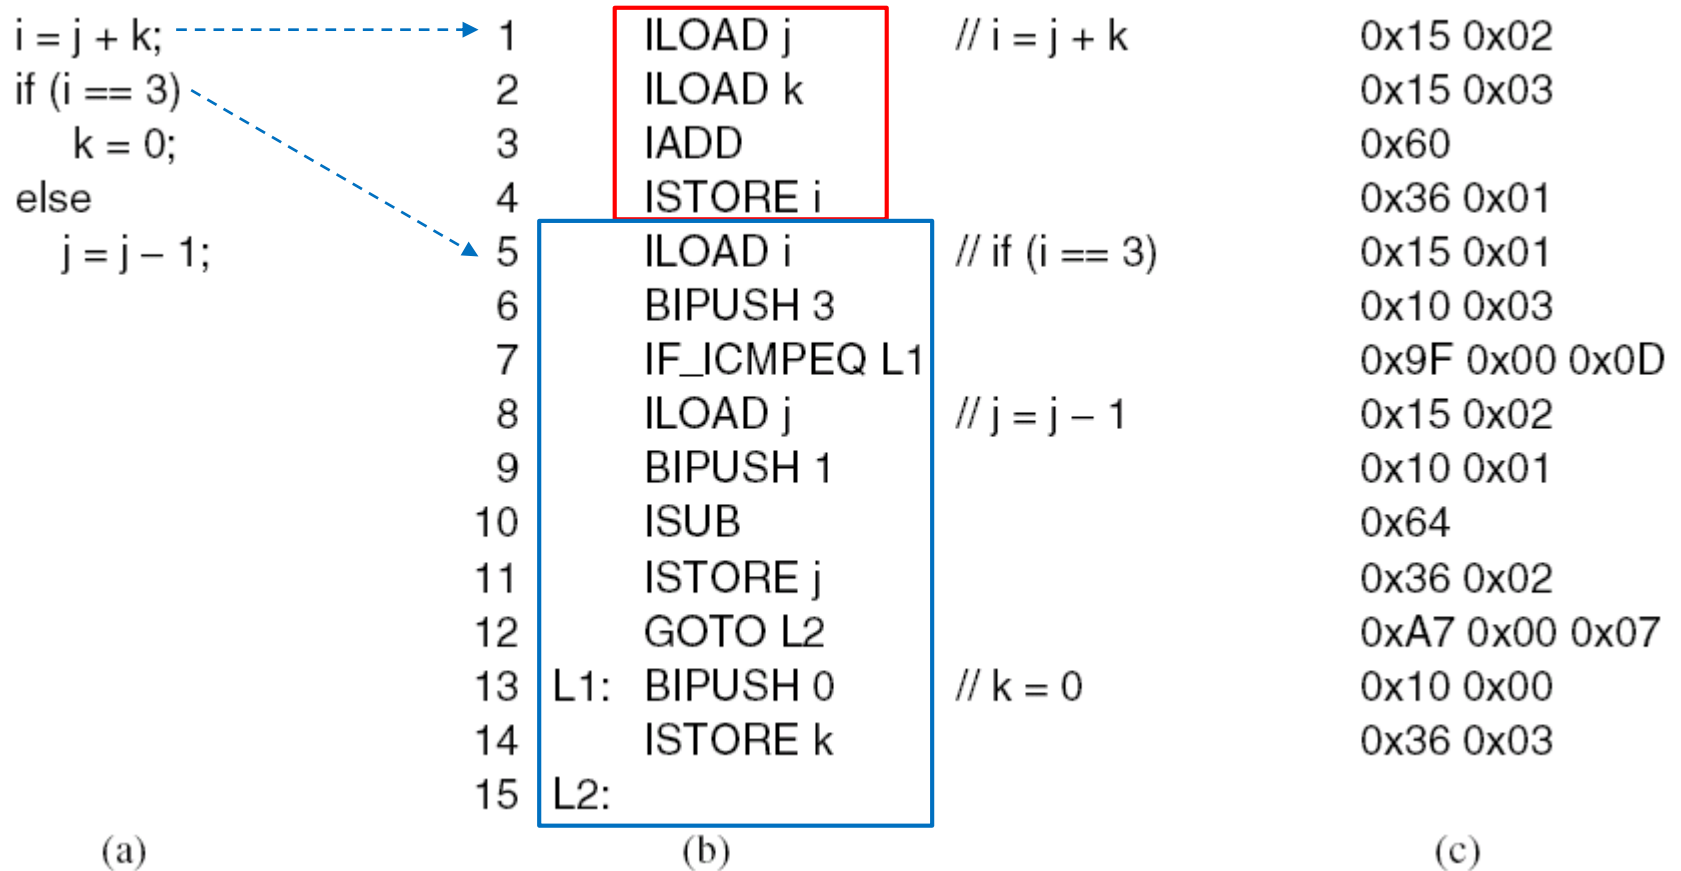 i = j + k; 1 ILOAD j // i = j + k 0x15 0x02
if (i == 3) 2 ILOAD k 0x15 0x03
k = 0; 3 IADD 0x60
else 4 ISTORE i 0x36 0x01
j = j – 1; 5 ILOAD i // if (i == 3) 0x15 0x01
6 BIPUSH 3 0x10 0x03
7 IF_ICMPEQ L1 0x9F 0x00 0x0D
8 ILOAD j // j = j – 1 0x15 0x02
9 BIPUSH 1 0x10 0x01
10 ISUB 0x64
11 ISTORE j 0x36 0x02
12 GOTO L2 0xA7 0x00 0x07
13 L1: BIPUSH 0 // k = 0 0x10 0x00
14 ISTORE k 0x36 0x03
15 L2:
(a) (b) (c)